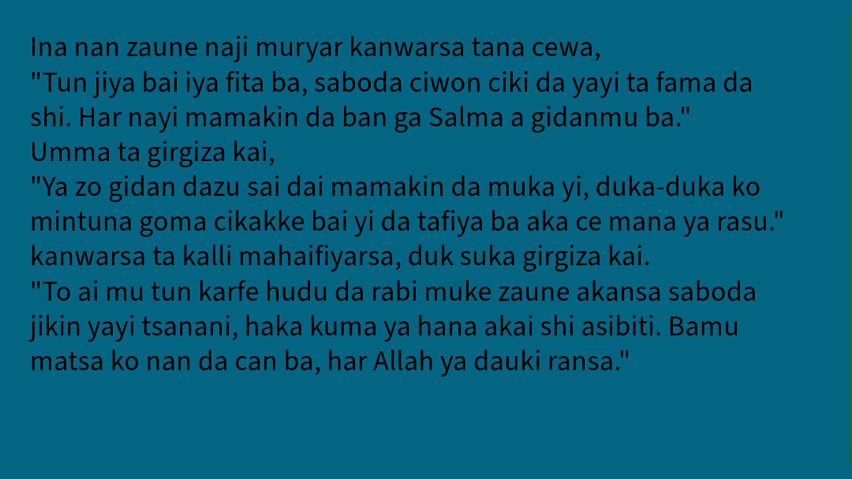 Ina nan zaune naji muryar kanwarsa tana cewa,
"Tun jiya bai iya fita ba, saboda ciwon ciki da yayi ta fama da
shi. Har nayi mamakin da ban ga Salma a gidanmu ba."
Umma ta girgiza kai,
"Ya zo gidan dazu sai dai mamakin da muka yi, duka-duka ko
mintuna goma cikakke bai yi da tafiya ba aka ce mana ya rasu."
kanwarsa ta kalli mahaifiyarsa, duk suka girgiza kai.
"To ai mu tun karfe hudu da rabi muke zaune akansa saboda
jikin yayi tsanani, haka kuma ya hana akai shi asibiti. Bamu
matsa ko nan da can ba, har Allah ya dauki ransa."